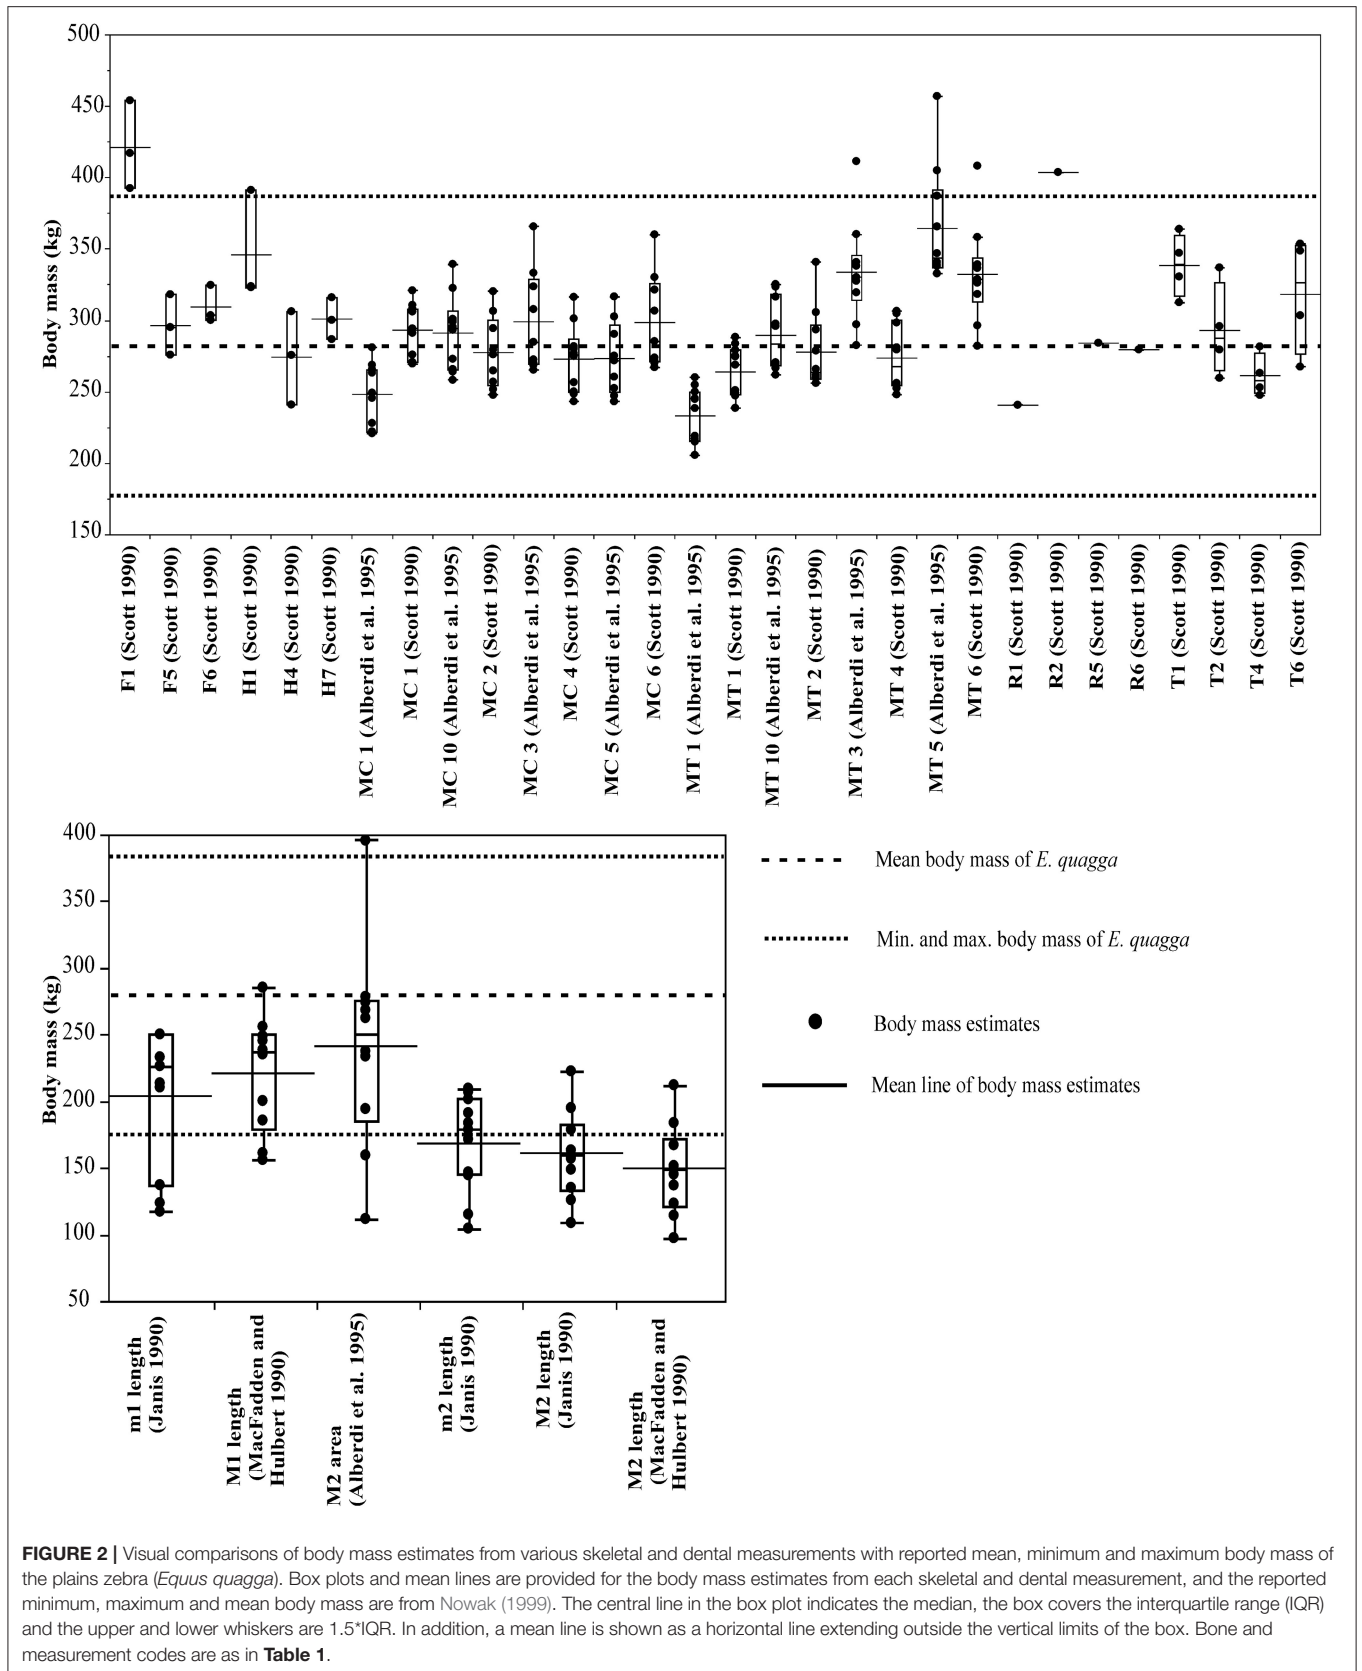 500
450
400
350
300
250
200
150
Body mass (kg)
F1 (Scott 1990)
F5 (Scott 1990)
F6 (Scott 1990)
H1 (Scott 1990)
H4 (Scott 1990)
H7 (Scott 1990)
MC 1 (Alberdi et al. 1995)
MC 1 (Scott 1990)
MC 10 (Alberdi et al. 1995)
MC 2 (Scott 1990)
MC 3 (Alberdi et al. 1995)
MC 4 (Scott 1990)
MC 5 (Alberdi et al. 1995)
MC 6 (Scott 1990)
MT 1 (Alberdi et al. 1995)
MT 1 (Scott 1990)
MT 10 (Alberdi et al. 1995)
MT 2 (Scott 1990)
MT 3 (Alberdi et al. 1995)
MT 4 (Scott 1990)
MT 5 (Alberdi et al. 1995)
MT 6 (Scott 1990)
R1 (Scott 1990)
R2 (Scott 1990)
R5 (Scott 1990)
R6 (Scott 1990)
T1 (Scott 1990)
T2 (Scott 1990)
T4 (Scott 1990)
T6 (Scott 1990)
400
350
300
250
200
150
100
50
Body mass (kg)
m1 length
(Janis 1990)
M1 length
(MacFadden and
Hulbert 1990)
M2 area
(Alberdi et al. 1995)
m2 length
(Janis 1990)
M2 length
(Janis 1990)
M2 length
(MacFadden and
Hulbert 1990)
Mean body mass of E. quagga
Min. and max. body mass of E. quagga
Body mass estimates
Mean line of body mass estimates
FIGURE 2 | Visual comparisons of body mass estimates from various skeletal and dental measurements with reported mean, minimum and maximum body mass of
the plains zebra (Equus quagga). Box plots and mean lines are provided for the body mass estimates from each skeletal and dental measurement, and the reported
minimum, maximum and mean body mass are from Nowak (1999). The central line in the box plot indicates the median, the box covers the interquartile range (IQR)
and the upper and lower whiskers are 1.5*IQR. In addition, a mean line is shown as a horizontal line extending outside the vertical limits of the box. Bone and
measurement codes are as in Table 1.